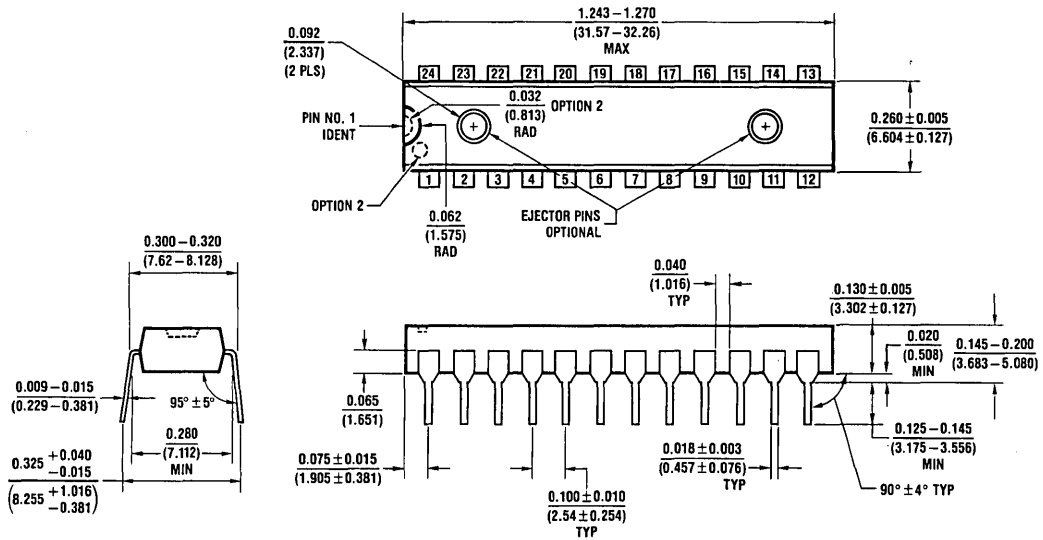 1.243–1.270
(31.57–32.26)
MAX
0.092
(2.337)
(2 PLS)
24 23 22 21 20 19 18 17 16 15 14 13
0.032
(0.813)
RAD
OPTION 2
PIN NO. 1
IDENT
0.260 ± 0.005
(6.604 ± 0.127)
1 2 3 4 5 6 7 8 9 10 11 12
OPTION 2
0.062
(1.575)
RAD
EJECTOR PINS
OPTIONAL
0.300–0.320
(7.62–8.128)
0.040
(1.016)
TYP
0.130 ± 0.005
(3.302 ± 0.127)
0.020
(0.508)
MIN
0.145–0.200
(3.683–5.080)
0.009–0.015
(0.229–0.381)
95° ± 5°
0.065
(1.651)
0.280
(7.112)
MIN
0.125–0.145
(3.175–3.556)
MIN
0.325 +0.040 –0.015
(8.255 +1.016 –0.381)
0.075 ± 0.015
(1.905 ± 0.381)
0.018 ± 0.003
(0.457 ± 0.076)
TYP
90° ± 4° TYP
0.100 ± 0.010
(2.54 ± 0.254)
TYP